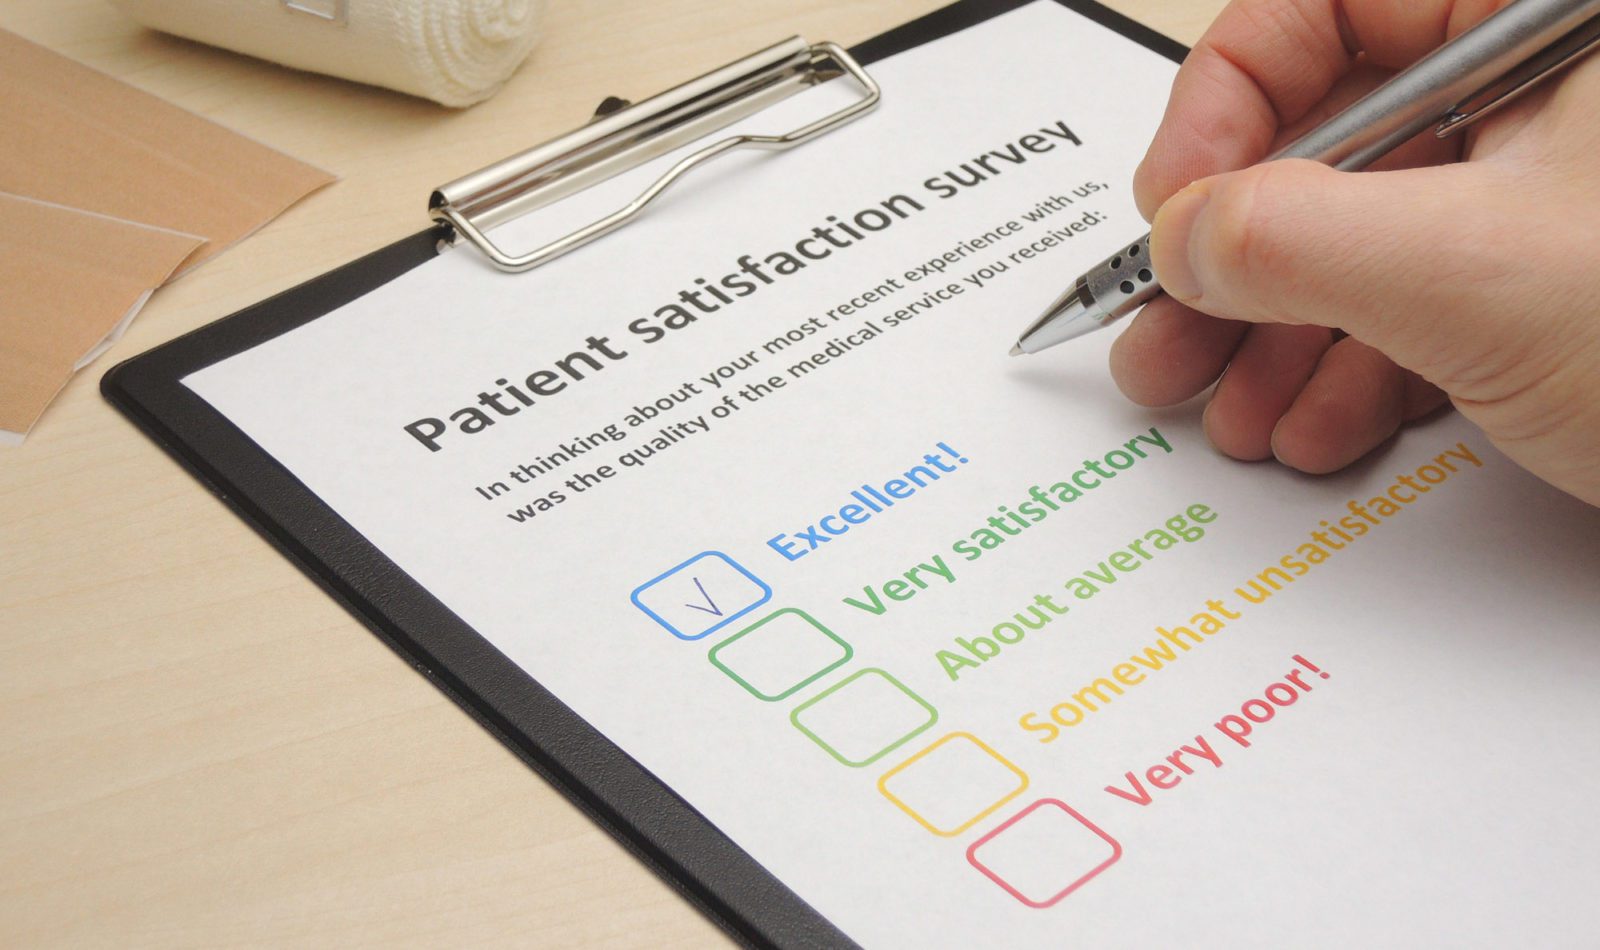 Patient satisfaction survey
In thinking about your most recent experience with us,
was the quality of the medical service you received:
Excellent!
Very satisfactory
About average
Somewhat unsatisfactory
Very poor!